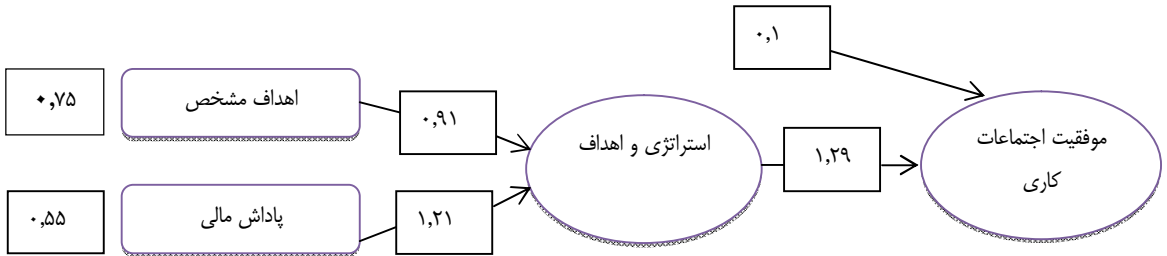 ۰,۱
۰,۷۵
اهداف مشخص
۰,۹۱
استراتژی و اهداف
۱,۲۹
موفقیت اجتماعات
کاری
۰,۵۵
پاداش مالی
۱,۲۱